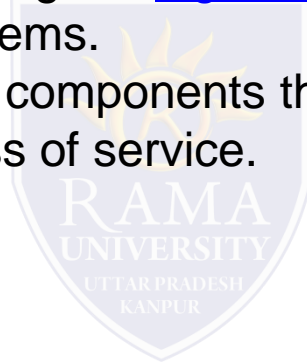 ems.
components th
s of service.
RAMA
UNIVERSITY
UTTAR PRADESH
KANPUR